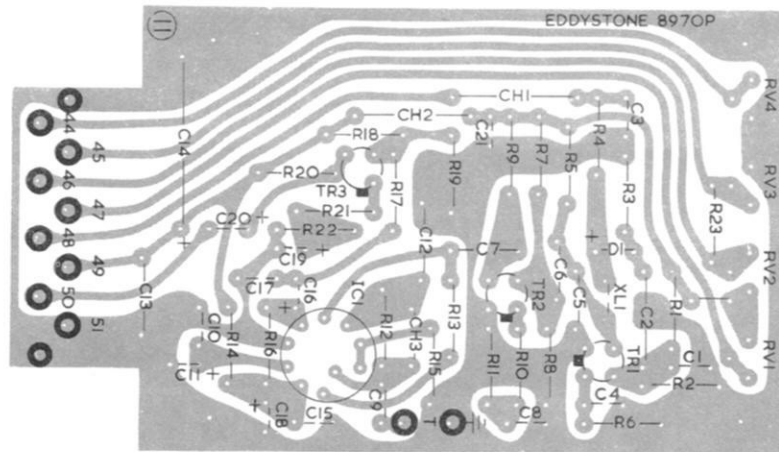 (11)
EDDYSTONE 8970P
44
45
46
47
48
49
50
51
C14
C13
CH1
CH2
R18
C21
R9
R7
R5
R4
C3
RV4
R20
TR3
R17
R19
R3
RV3
R21
C20
R22
C19
C12
C7
R23
D1
C17
C16
IC1
C6
C5
XL1
TR2
C2
R1
RV2
C10
R14
R16
R12
CH3
R13
R15
R11
R10
R8
TR1
C1
R2
RV1
C11
C18
C15
C9
C8
C4
R6